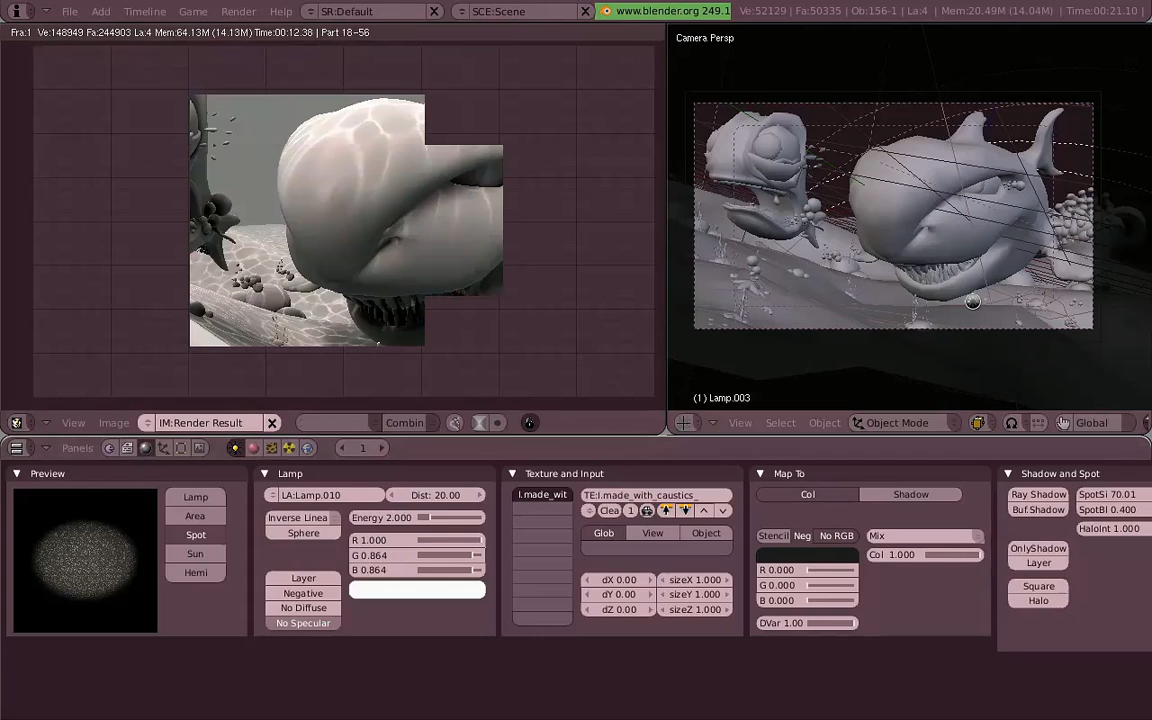 File Add Timeline Game Render Help SR:Default SCE:Scene www.blender.org 249.1 Ve:52129 | Fa:50335 | Ob:156-1 | La:4 | Mem:20.49M (14.04M) | Time:00:21.10 |
Fra:1 Ve:148949 Fa:244903 La:4 Mem:64.13M (14.13M) Time:00:12.38 | Part 18-56
Camera Persp
(1) Lamp.003
View Image IM:Render Result Combin
View Select Object Object Mode Global
Panels 1
Preview Lamp Texture and Input Map To Shadow and Spot
Lamp LA:Lamp.010 Dist: 20.00 I.made_wit TE:I.made_with_caustics_ Col Shadow Ray Shadow SpotSi 70.01
Area Inverse Linea Energy 2.000 Clea 1 Buf.Shadow SpotBl 0.400
Spot Sphere R 1.000 Glob View Object Stencil Neg No RGB Mix HaloInt 1.000
Sun G 0.864 Col 1.000 OnlyShadow
Hemi Layer B 0.864 dX 0.00 sizeX 1.000 R 0.000 Layer
Negative dY 0.00 sizeY 1.000 G 0.000 Square
No Diffuse dZ 0.00 sizeZ 1.000 B 0.000 Halo
No Specular DVar 1.00